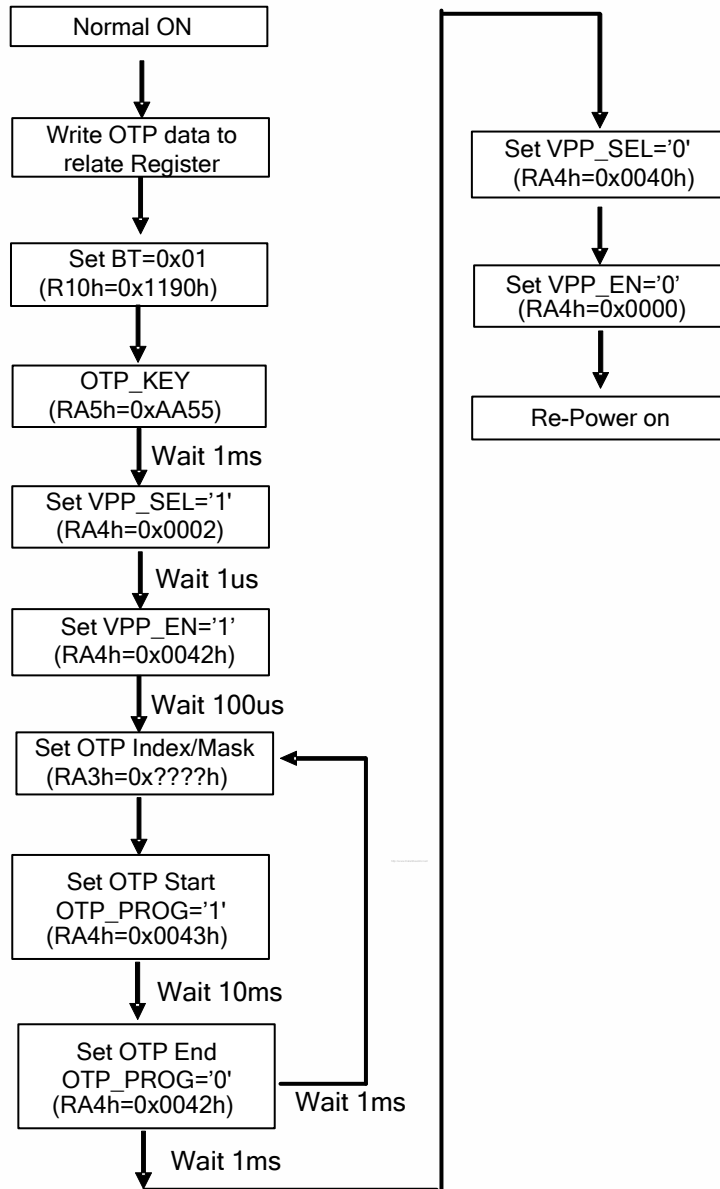 Normal ON
Write OTP data to
relate Register
Set BT=0x01
(R10h=0x1190h)
OTP_KEY
(RA5h=0xAA55)
Wait 1ms
Set VPP_SEL='1'
(RA4h=0x0002)
Wait 1us
Set VPP_EN='1'
(RA4h=0x0042h)
Wait 100us
Set OTP Index/Mask
(RA3h=0x????h)
Set OTP Start
OTP_PROG='1'
(RA4h=0x0043h)
Wait 10ms
Set OTP End
OTP_PROG='0'
(RA4h=0x0042h)
Wait 1ms
Wait 1ms
Set VPP_SEL='0'
(RA4h=0x0040h)
Set VPP_EN='0'
(RA4h=0x0000)
Re-Power on